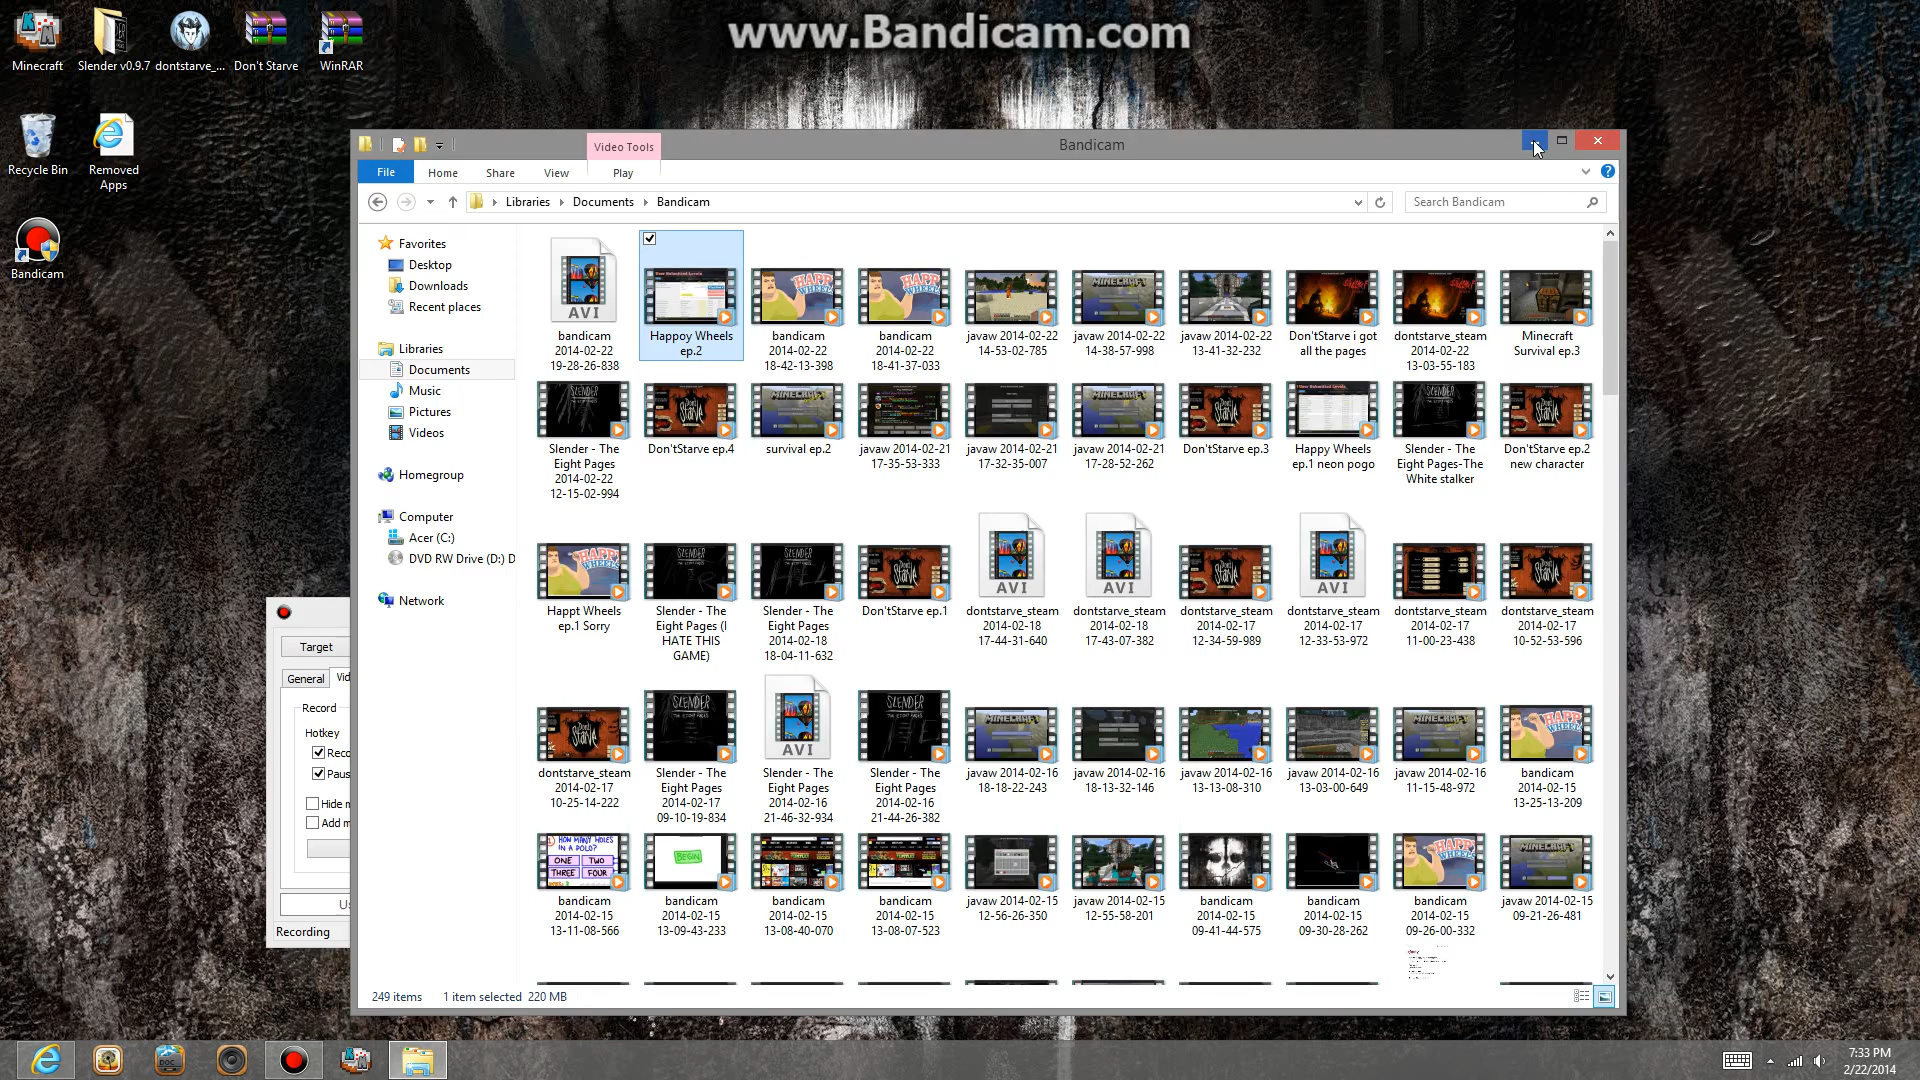 www.Bandicam.com
Minecraft
Slender v0.9.7
dontstarve_...
Don't Starve
WinRAR
Recycle Bin
Removed
Apps
Bandicam
Video Tools
Bandicam
File
Home
Share
View
Play
Libraries
Documents
Bandicam
Search Bandicam
Favorites
Desktop
Downloads
Recent places
Libraries
Documents
Music
Pictures
Videos
Homegroup
Computer
Acer (C:)
DVD RW Drive (D:) D
Network
bandicam
2014-02-22
19-28-26-838
Happoy Wheels
ep.2
bandicam
2014-02-22
18-42-13-398
bandicam
2014-02-22
18-41-37-033
javaw 2014-02-22
14-53-02-785
javaw 2014-02-22
14-38-57-998
javaw 2014-02-22
13-41-32-232
Don'tStarve i got
all the pages
dontstarve_steam
2014-02-22
13-03-55-183
Minecraft
Survival ep.3
Slender - The
Eight Pages
2014-02-22
12-15-02-994
Don'tStarve ep.4
survival ep.2
javaw 2014-02-21
17-35-53-333
javaw 2014-02-21
17-32-35-007
javaw 2014-02-21
17-28-52-262
Don'tStarve ep.3
Happy Wheels
ep.1 neon pogo
Slender - The
Eight Pages-The
White stalker
Don'tStarve ep.2
new character
Happt Wheels
ep.1 Sorry
Slender - The
Eight Pages (I
HATE THIS
GAME)
Slender - The
Eight Pages
2014-02-18
18-04-11-632
Don'tStarve ep.1
dontstarve_steam
2014-02-18
17-44-31-640
dontstarve_steam
2014-02-18
17-43-07-382
dontstarve_steam
2014-02-17
12-34-59-989
dontstarve_steam
2014-02-17
12-33-53-972
dontstarve_steam
2014-02-17
11-00-23-438
dontstarve_steam
2014-02-17
10-52-53-596
dontstarve_steam
2014-02-17
10-25-14-222
Slender - The
Eight Pages
2014-02-17
09-10-19-834
Slender - The
Eight Pages
2014-02-16
21-46-32-934
Slender - The
Eight Pages
2014-02-16
21-44-26-382
javaw 2014-02-16
18-18-22-243
javaw 2014-02-16
18-13-32-146
javaw 2014-02-16
13-13-08-310
javaw 2014-02-16
13-03-00-649
javaw 2014-02-16
11-15-48-972
bandicam
2014-02-15
13-25-13-209
bandicam
2014-02-15
13-11-08-566
bandicam
2014-02-15
13-09-43-233
bandicam
2014-02-15
13-08-40-070
bandicam
2014-02-15
13-08-07-523
javaw 2014-02-15
12-56-26-350
javaw 2014-02-15
12-55-58-201
bandicam
2014-02-15
09-41-44-575
bandicam
2014-02-15
09-30-28-262
bandicam
2014-02-15
09-26-00-332
javaw 2014-02-15
09-21-26-481
Target
General
Vid
Record
Hotkey
Reco
Paus
Hide m
Add m
Us
Recording
249 items
1 item selected 220 MB
7:33 PM
2/22/2014